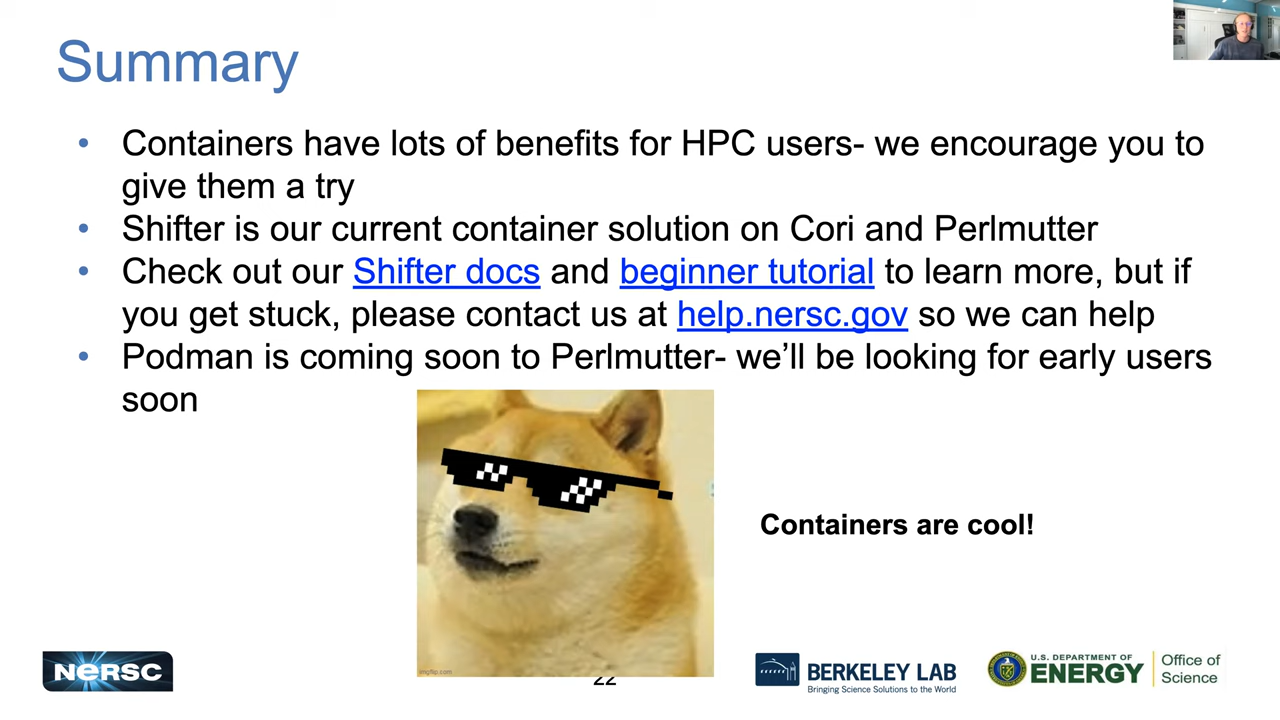 Summary
• Containers have lots of benefits for HPC users- we encourage you to
give them a try
• Shifter is our current container solution on Cori and Perlmutter
• Check out our Shifter docs and beginner tutorial to learn more, but if
you get stuck, please contact us at help.nersc.gov so we can help
• Podman is coming soon to Perlmutter- we’ll be looking for early users
soon
Containers are cool!
imgflip.com
22
NERSC
BERKELEY LAB
Bringing Science Solutions to the World
U.S. DEPARTMENT OF
ENERGY
Office of
Science